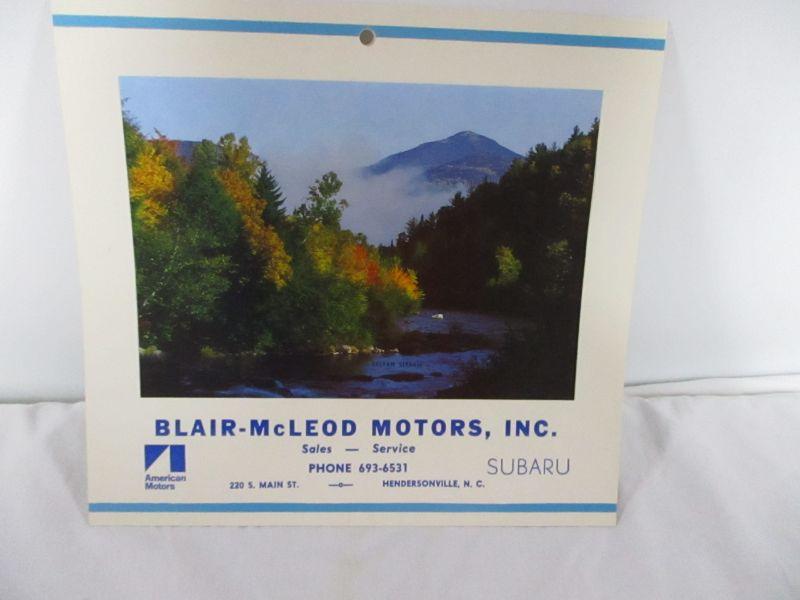 BLAIR-McLEOD MOTORS, INC.
Sales — Service
PHONE 693-6531
American
Motors
SUBARU
220 S. MAIN ST. —o— HENDERSONVILLE, N. C.